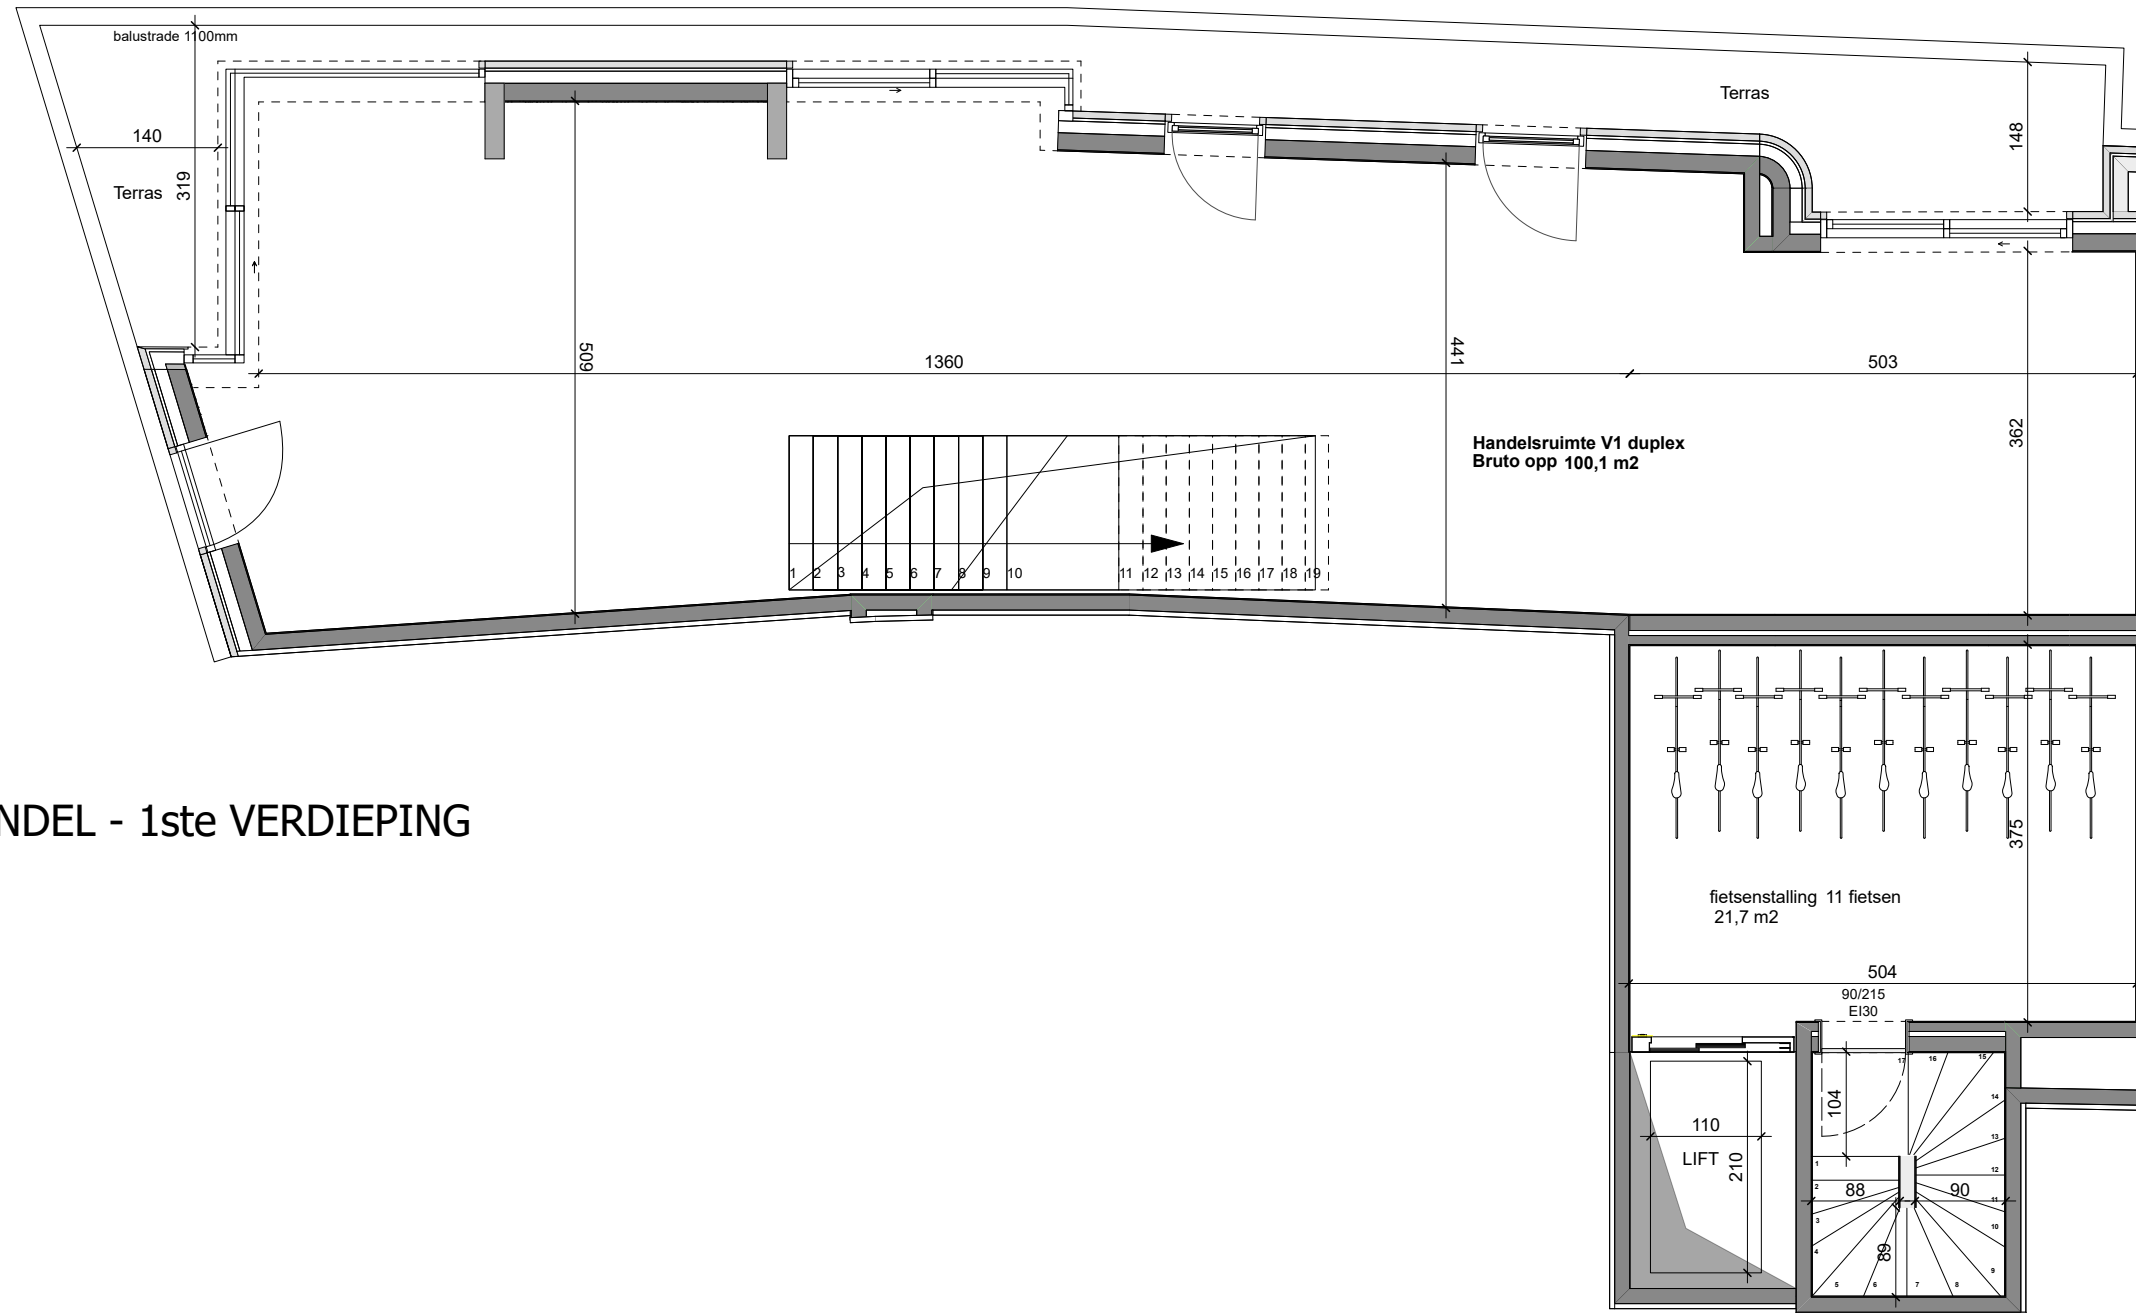 balustrade 1100mm
140
319
Terras
Terras
148
509
1360
441
503
362
Handelsruimte V1 duplex
Bruto opp 100,1 m2
1 2 3 4 5 6 7 8 9 10 11 12 13 14 15 16 17 18 19
NDEL - 1ste VERDIEPING
375
fietsenstalling 11 fietsen
21,7 m2
504
90/215
EI30
17 16 15
14
13
12
11
10
9
8
7
6
5
4
3
2
1
104
110
LIFT
210
88
90
89